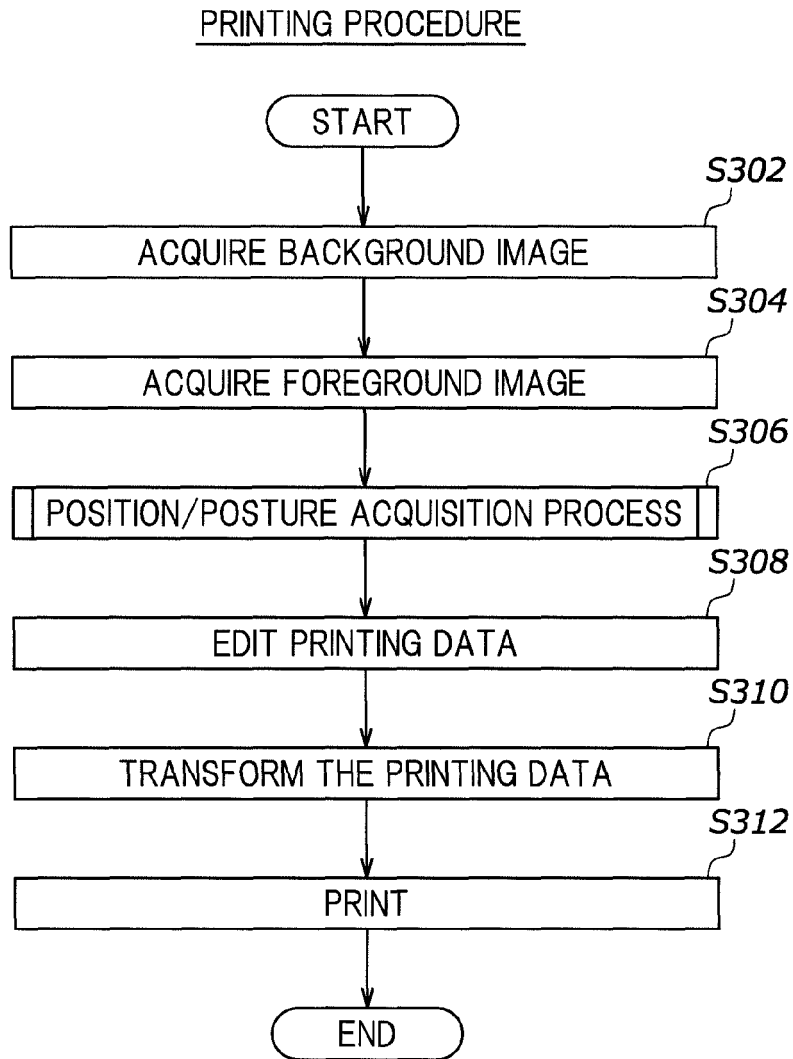 PRINTING PROCEDURE
START
S302
ACQUIRE BACKGROUND IMAGE
S304
ACQUIRE FOREGROUND IMAGE
S306
POSITION/POSTURE ACQUISITION PROCESS
S308
EDIT PRINTING DATA
S310
TRANSFORM THE PRINTING DATA
S312
PRINT
END